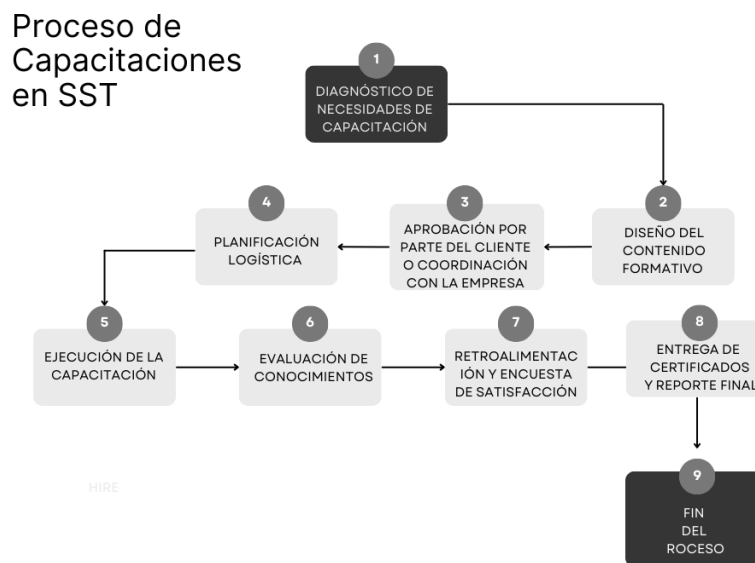 Proceso de
Capacitaciones
en SST
1
DIAGNÓSTICO DE
NECESIDADES DE
CAPACITACIÓN
2
DISEÑO DEL
CONTENIDO
FORMATIVO
3
APROBACIÓN POR
PARTE DEL CLIENTE
O COORDINACIÓN
CON LA EMPRESA
4
PLANIFICACIÓN
LOGÍSTICA
5
EJECUCIÓN DE LA
CAPACITACIÓN
6
EVALUACIÓN DE
CONOCIMIENTOS
7
RETROALIMENTAC
IÓN Y ENCUESTA
DE SATISFACCIÓN
8
ENTREGA DE
CERTIFICADOS
Y REPORTE FINAL
9
FIN
DEL
ROCESO
HIRE